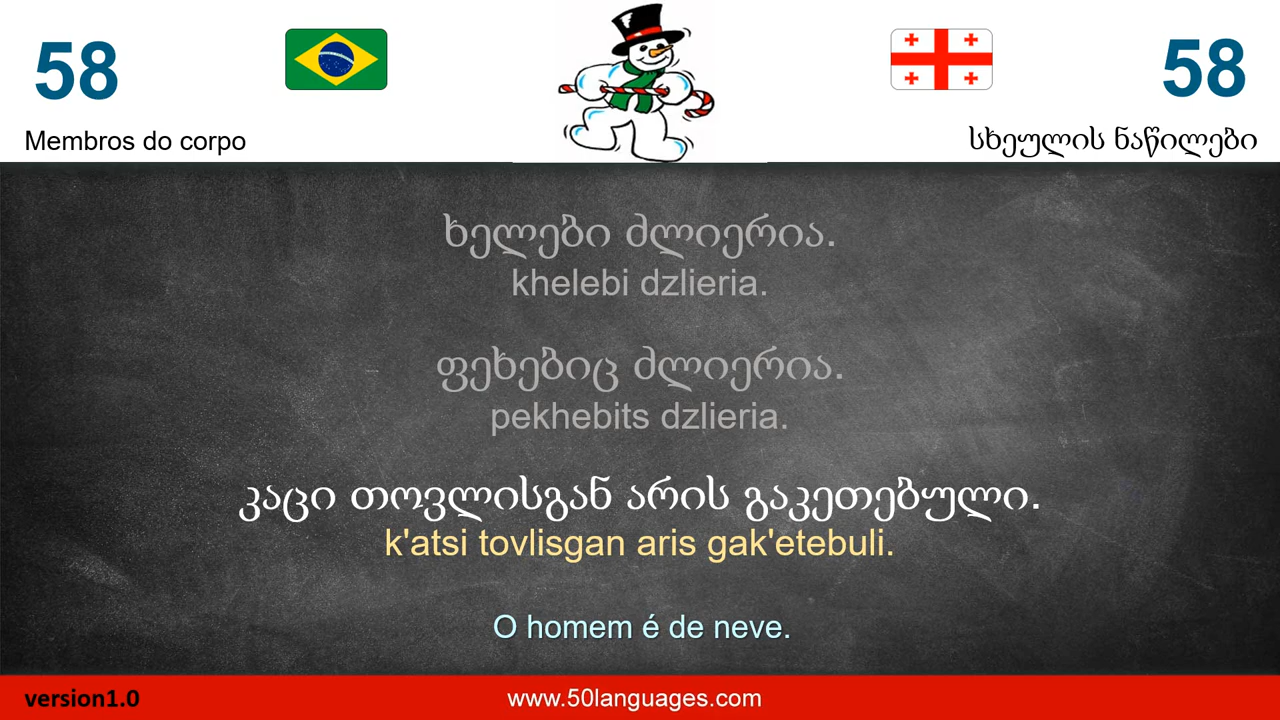 58
58
Membros do corpo
სხეულის ნაწილები
ხელები ძლიერია.
khelebi dzlieria.
ფეხებიც ძლიერია.
pekhebits dzlieria.
კაცი თოვლისგან არის გაკეთებული.
k'atsi tovlisgan aris gak'etebuli.
O homem é de neve.
version1.0
www.50languages.com